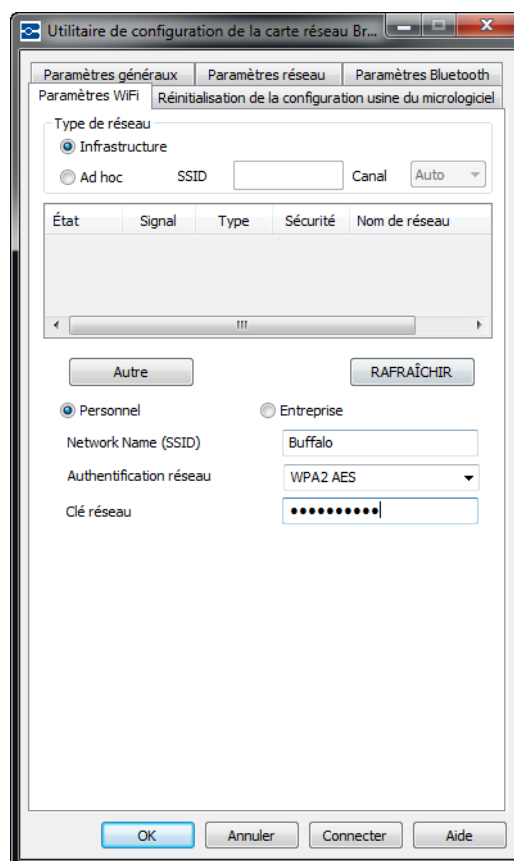 Utilitaire de configuration de la carte réseau Br...
Paramètres généraux Paramètres réseau Paramètres Bluetooth
Paramètres WiFi Réinitialisation de la configuration usine du micrologiciel
Type de réseau
Infrastructure
Ad hoc SSID Canal Auto
État Signal Type Sécurité Nom de réseau
Autre RAFRAÎCHIR
Personnel Entreprise
Network Name (SSID) Buffalo
Authentification réseau WPA2 AES
Clé réseau ••••••••••
OK Annuler Connecter Aide